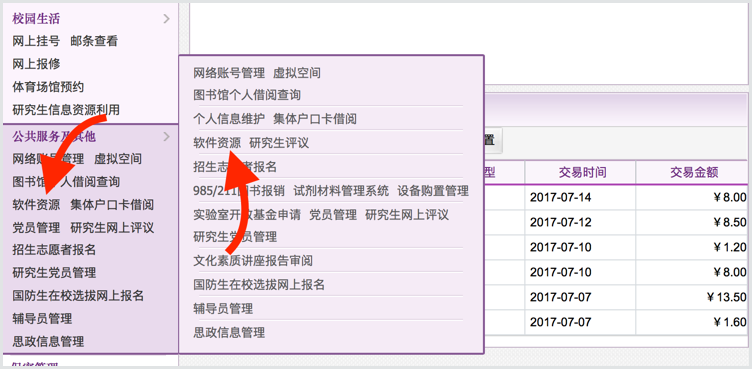 校园生活
网上挂号 邮条查看
网上报修
体育场馆预约
研究生信息资源利用
公共服务及其他
网络账号管理 虚拟空间
图书馆个人借阅查询
软件资源 集体户口卡借阅
党员管理 研究生网上评议
招生志愿者报名
研究生党员管理
国防生在校选拔网上报名
辅导员管理
思政信息管理
网络账号管理 虚拟空间
图书馆个人借阅查询
个人信息维护 集体户口卡借阅
软件资源 研究生评议
招生志愿者报名
985/211图书报销 试剂材料管理系统 设备购置管理
实验室开放基金申请 党员管理 研究生网上评议
研究生党员管理
文化素质讲座报告审阅
国防生在校选拔网上报名
辅导员管理
思政信息管理
置
型 交易时间 交易金额
2017-07-14 ￥8.00
2017-07-12 ￥8.50
2017-07-10 ￥1.20
2017-07-10 ￥8.00
2017-07-07 ￥13.50
2017-07-07 ￥1.60